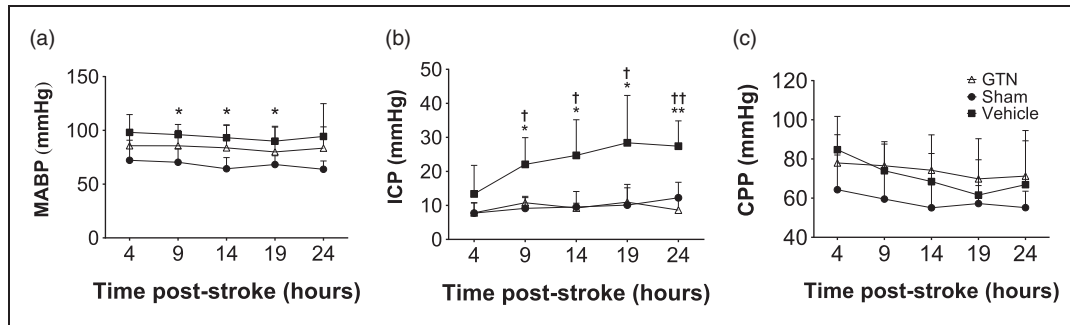 (a)
MABP (mmHg)
150
100
50
0
* * *
4 9 14 19 24
Time post-stroke (hours)
(b)
ICP (mmHg)
50
40
30
20
10
0
† † † ††
* * * **
4 9 14 19 24
Time post-stroke (hours)
(c)
CPP (mmHg)
120
100
80
60
40
GTN
Sham
Vehicle
4 9 14 19 24
Time post-stroke (hours)